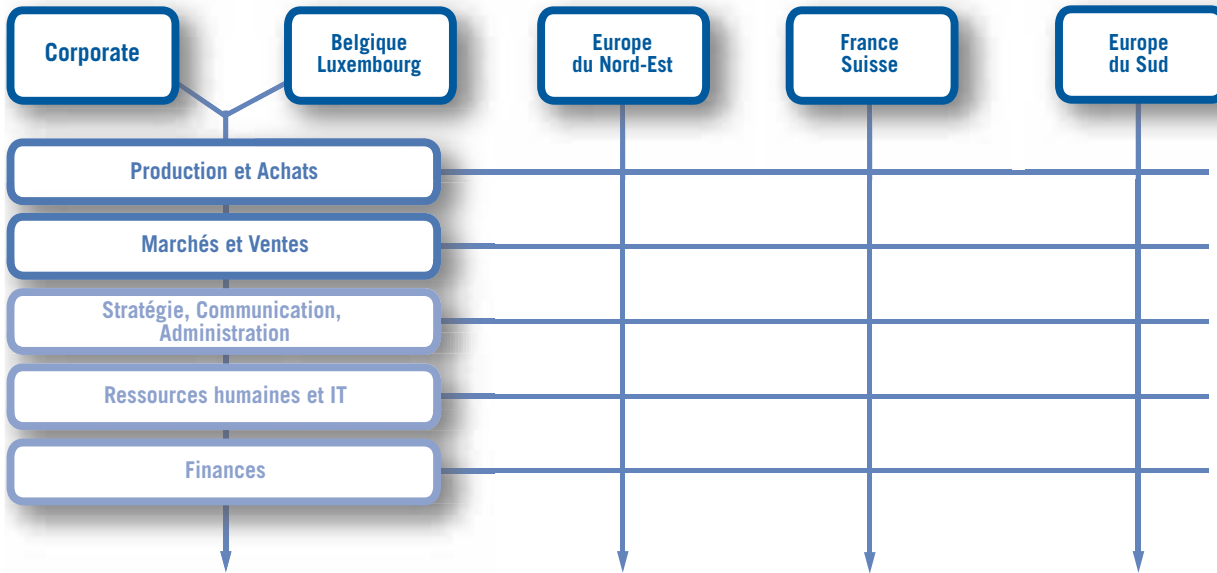 Corporate
Belgique
Luxembourg
Europe
du Nord-Est
France
Suisse
Europe
du Sud
Production et Achats
Marchés et Ventes
Stratégie, Communication,
Administration
Ressources humaines et IT
Finances